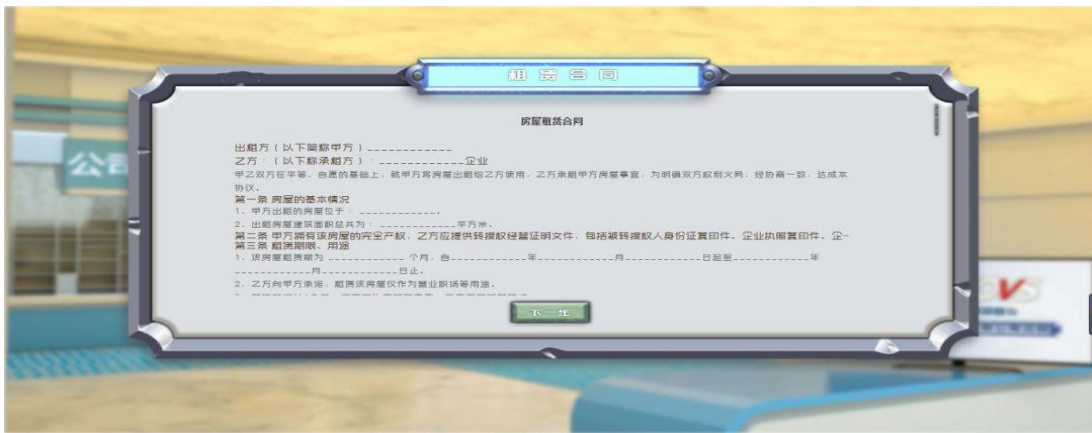 租赁合同
房屋租赁合同
出租方（以下简称甲方）____________
乙方：（以下称承租方）：____________企业
甲乙双方在平等、自愿的基础上，就甲方将房屋出租给乙方使用，乙方承租甲方房屋事宜，为明确双方权利义务，经协商一致，达成本
协议。
第一条 房屋的基本情况
1、甲方出租的房屋位于：____________。
2、出租房屋建筑面积总共为：____________平方米。
第二条 甲方拥有该房屋的完全产权，乙方应提供转授权经营证明文件，包括被转授权人身份证复印件、企业执照复印件、企
第三条 租赁期限、用途
1、该房屋租赁期为 ____________ 个月，自____________年____________月____________日起至____________年
____________月____________日止。
2、乙方向甲方承诺，租赁该房屋仅作为营业职场等用途。
下一步
公司
OVS